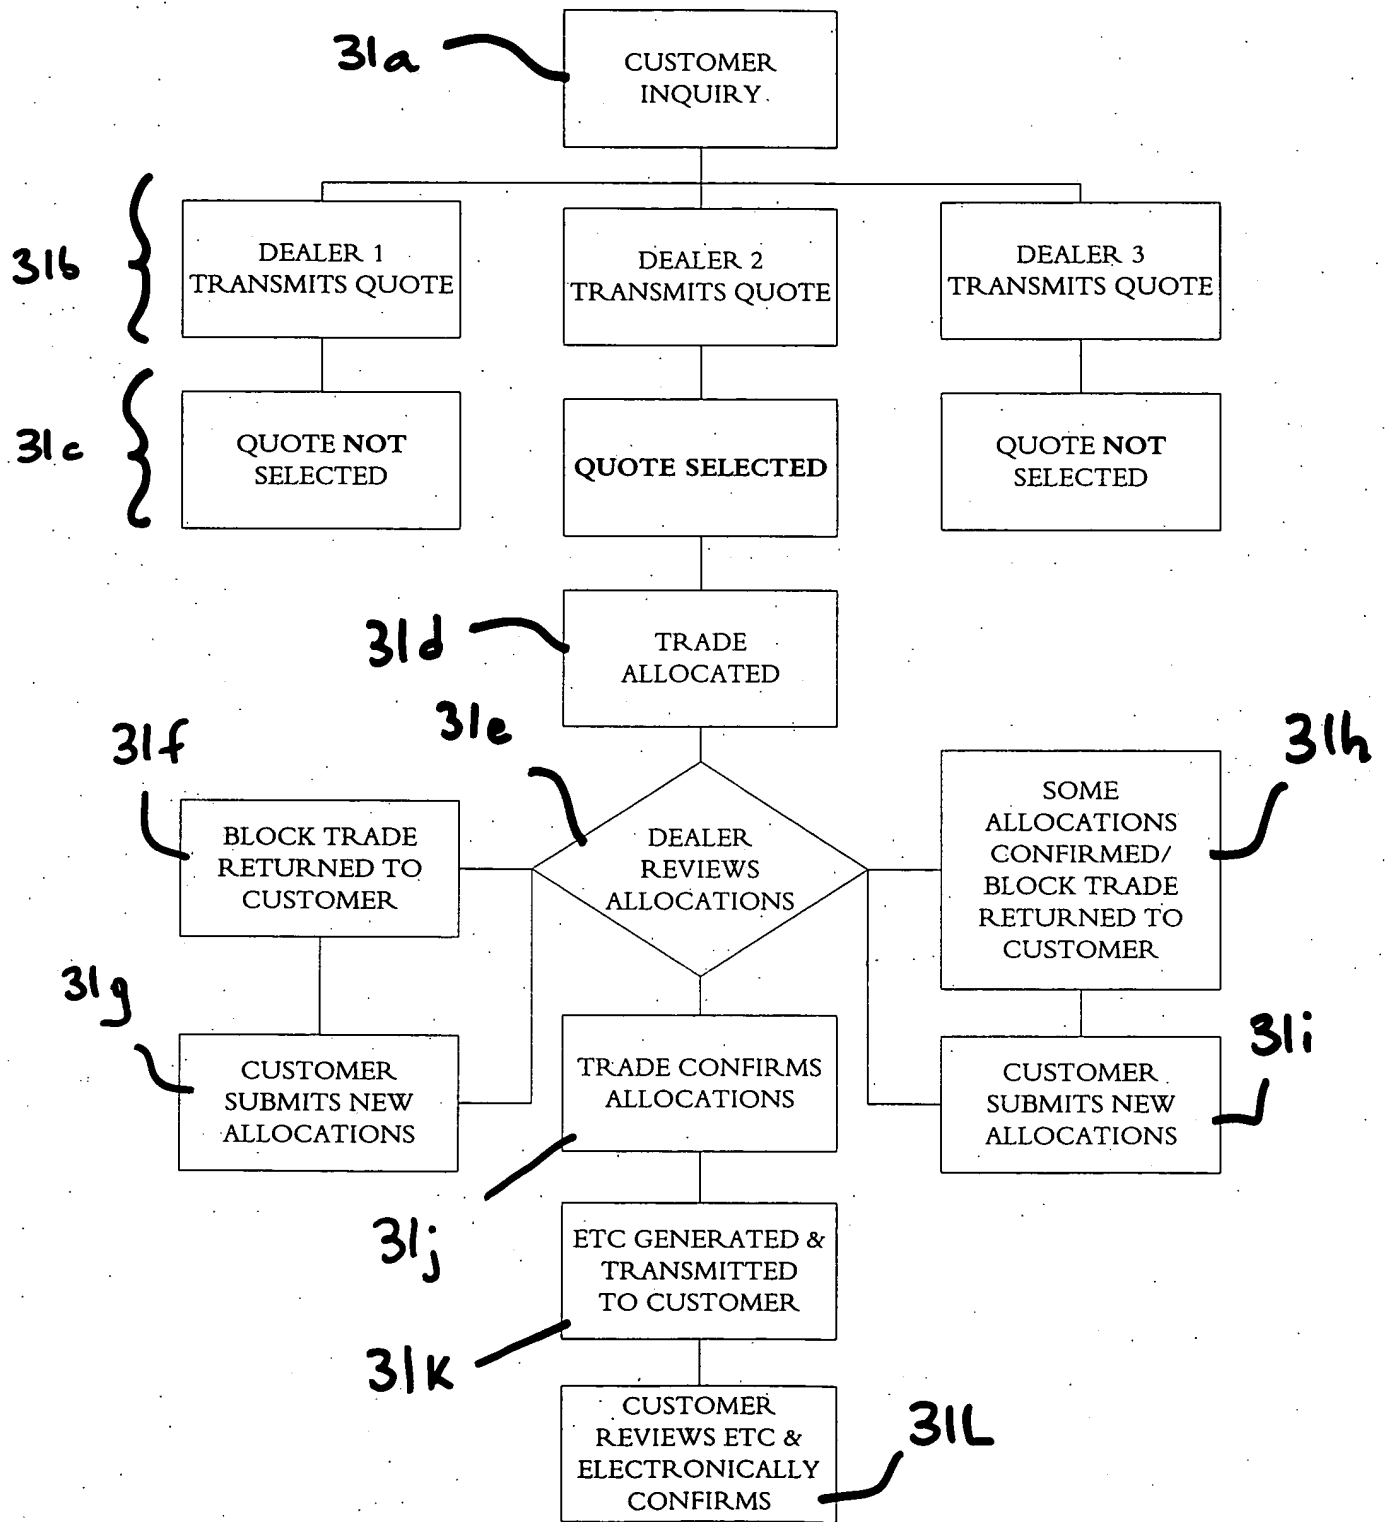 31a
CUSTOMER
INQUIRY
31b
DEALER 1
TRANSMITS QUOTE
DEALER 2
TRANSMITS QUOTE
DEALER 3
TRANSMITS QUOTE
31c
QUOTE NOT
SELECTED
QUOTE SELECTED
QUOTE NOT
SELECTED
31d
TRADE
ALLOCATED
31e
DEALER
REVIEWS
ALLOCATIONS
31f
BLOCK TRADE
RETURNED TO
CUSTOMER
31h
SOME
ALLOCATIONS
CONFIRMED/
BLOCK TRADE
RETURNED TO
CUSTOMER
31g
CUSTOMER
SUBMITS NEW
ALLOCATIONS
TRADE CONFIRMS
ALLOCATIONS
31i
CUSTOMER
SUBMITS NEW
ALLOCATIONS
31j
ETC GENERATED &
TRANSMITTED
TO CUSTOMER
31K
CUSTOMER
REVIEWS ETC &
ELECTRONICALLY
CONFIRMS
31L